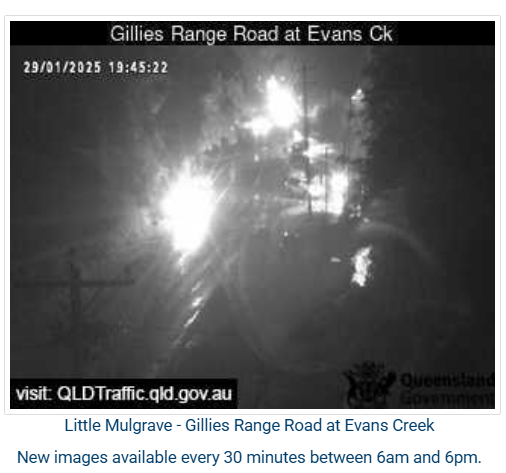 Gillies Range Road at Evans Ck
29/01/2025 19:45:22
Queensland
Government
visit: QLDTraffic.qld.gov.au
Little Mulgrave - Gillies Range Road at Evans Creek
New images available every 30 minutes between 6am and 6pm.